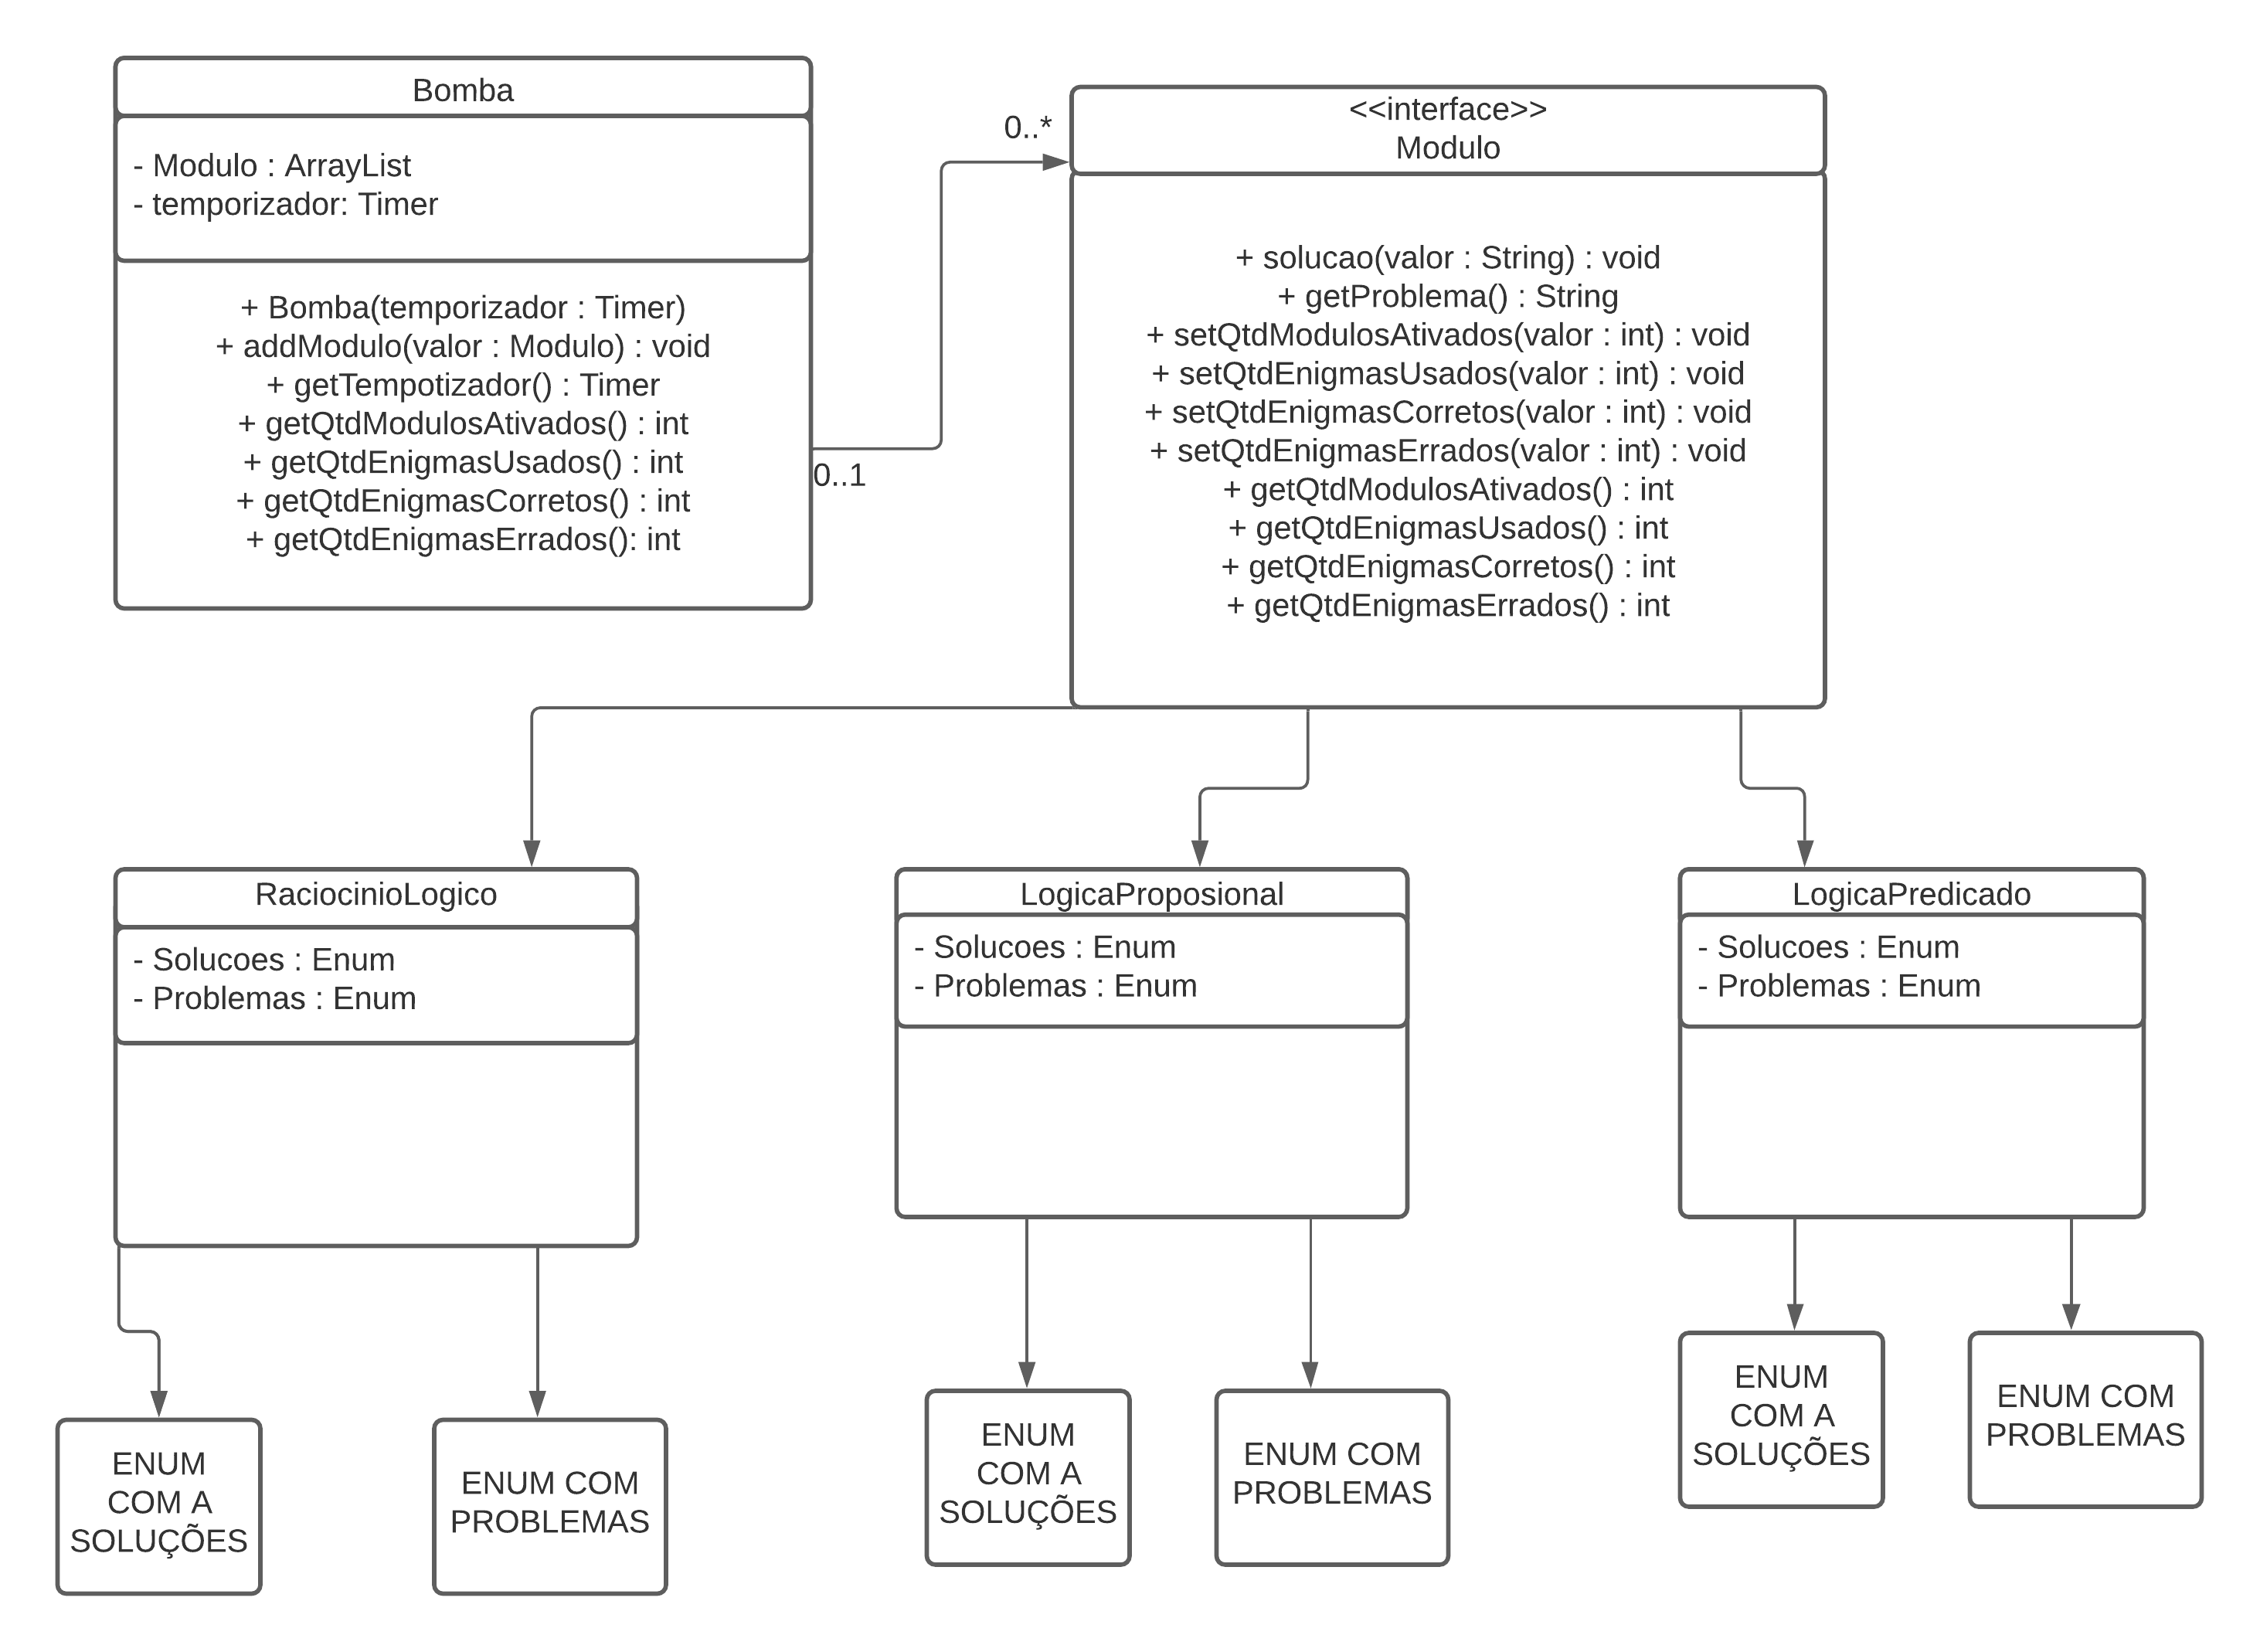 Bomba
- Modulo : ArrayList
- temporizador: Timer
+ Bomba(temporizador : Timer)
+ addModulo(valor : Modulo) : void
+ getTempotizador() : Timer
+ getQtdModulosAtivados() : int
+ getQtdEnigmasUsados() : int
+ getQtdEnigmasCorretos() : int
+ getQtdEnigmasErrados(): int
0..1
0..*
<<interface>>
Modulo
+ solucao(valor : String) : void
+ getProblema() : String
+ setQtdModulosAtivados(valor : int) : void
+ setQtdEnigmasUsados(valor : int) : void
+ setQtdEnigmasCorretos(valor : int) : void
+ setQtdEnigmasErrados(valor : int) : void
+ getQtdModulosAtivados() : int
+ getQtdEnigmasUsados() : int
+ getQtdEnigmasCorretos() : int
+ getQtdEnigmasErrados() : int
RaciocinioLogico
- Solucoes : Enum
- Problemas : Enum
LogicaProposional
- Solucoes : Enum
- Problemas : Enum
LogicaPredicado
- Solucoes : Enum
- Problemas : Enum
ENUM
COM A
SOLUÇÕES
ENUM COM
PROBLEMAS
ENUM
COM A
SOLUÇÕES
ENUM COM
PROBLEMAS
ENUM
COM A
SOLUÇÕES
ENUM COM
PROBLEMAS